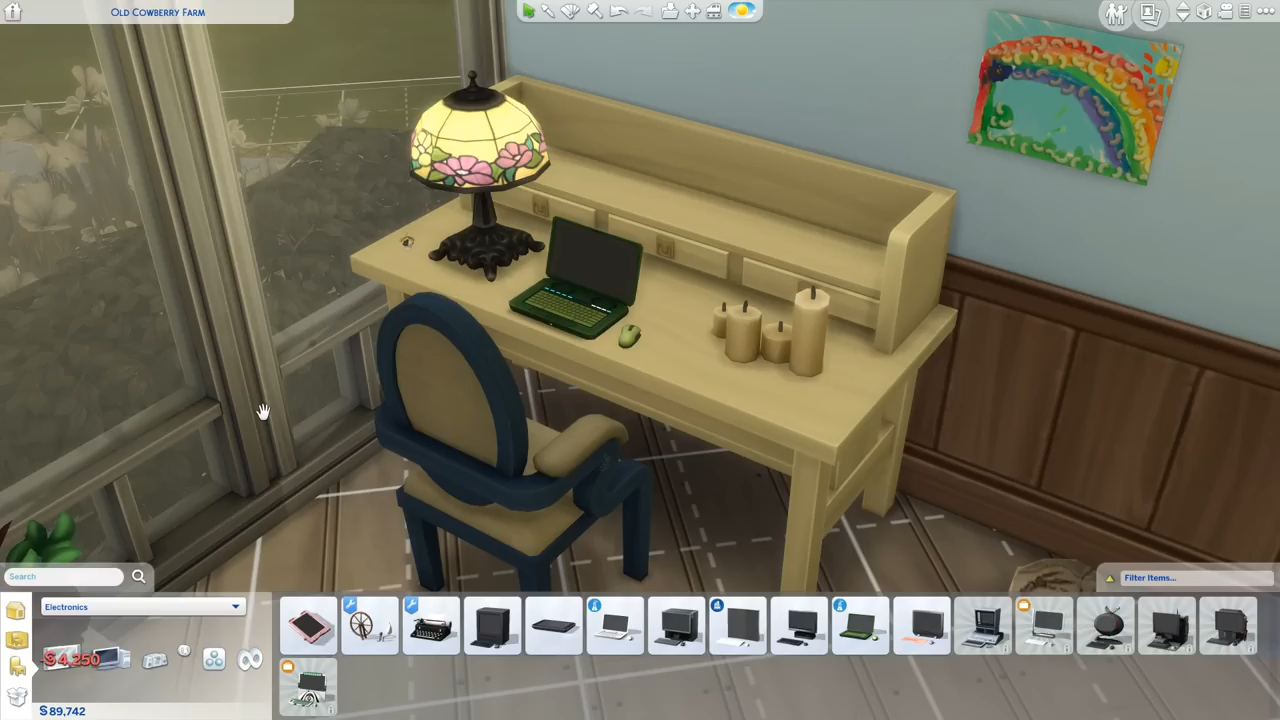 Old Cowberry Farm
Search
Filter Items...
Electronics
-$4,250
$89,742